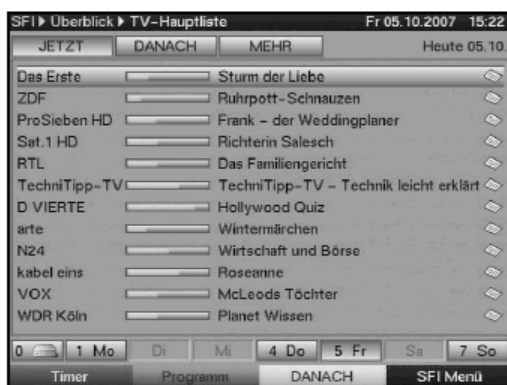 SFI Überblick TV-Hauptliste Fr 05.10.2007 15:22
JETZT DANACH MEHR Heute 05.10.
Das Erste Sturm der Liebe
ZDF Ruhrpott-Schnauzen
ProSieben HD Frank - der Weddingplaner
Sat.1 HD Richterin Salesch
RTL Das Familiengericht
TechniTipp-TV TechniTipp-TV - Technik leicht erklärt
D VIERTE Hollywood Quiz
arte Wintermärchen
N24 Wirtschaft und Börse
kabel eins Roseanne
VOX McLeods Töchter
WDR Köln Planet Wissen
0 1 Mo Di Mi 4 Do 5 Fr Sa 7 So
Timer Programm DANACH SFI Menü